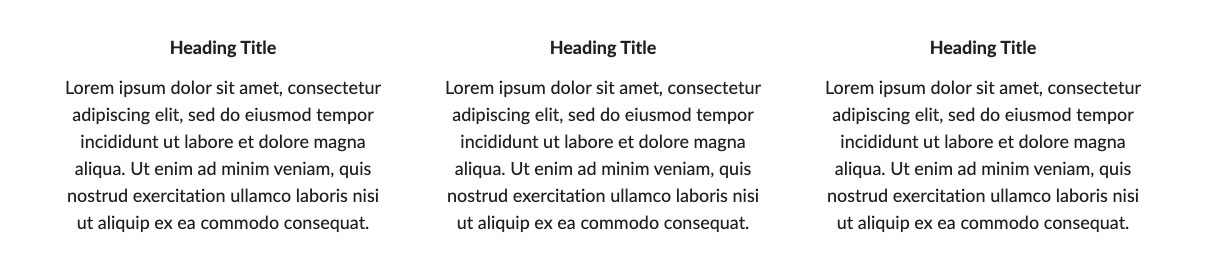 Heading Title
Lorem ipsum dolor sit amet, consectetur
adipiscing elit, sed do eiusmod tempor
incididunt ut labore et dolore magna
aliqua. Ut enim ad minim veniam, quis
nostrud exercitation ullamco laboris nisi
ut aliquip ex ea commodo consequat.
Heading Title
Lorem ipsum dolor sit amet, consectetur
adipiscing elit, sed do eiusmod tempor
incididunt ut labore et dolore magna
aliqua. Ut enim ad minim veniam, quis
nostrud exercitation ullamco laboris nisi
ut aliquip ex ea commodo consequat.
Heading Title
Lorem ipsum dolor sit amet, consectetur
adipiscing elit, sed do eiusmod tempor
incididunt ut labore et dolore magna
aliqua. Ut enim ad minim veniam, quis
nostrud exercitation ullamco laboris nisi
ut aliquip ex ea commodo consequat.